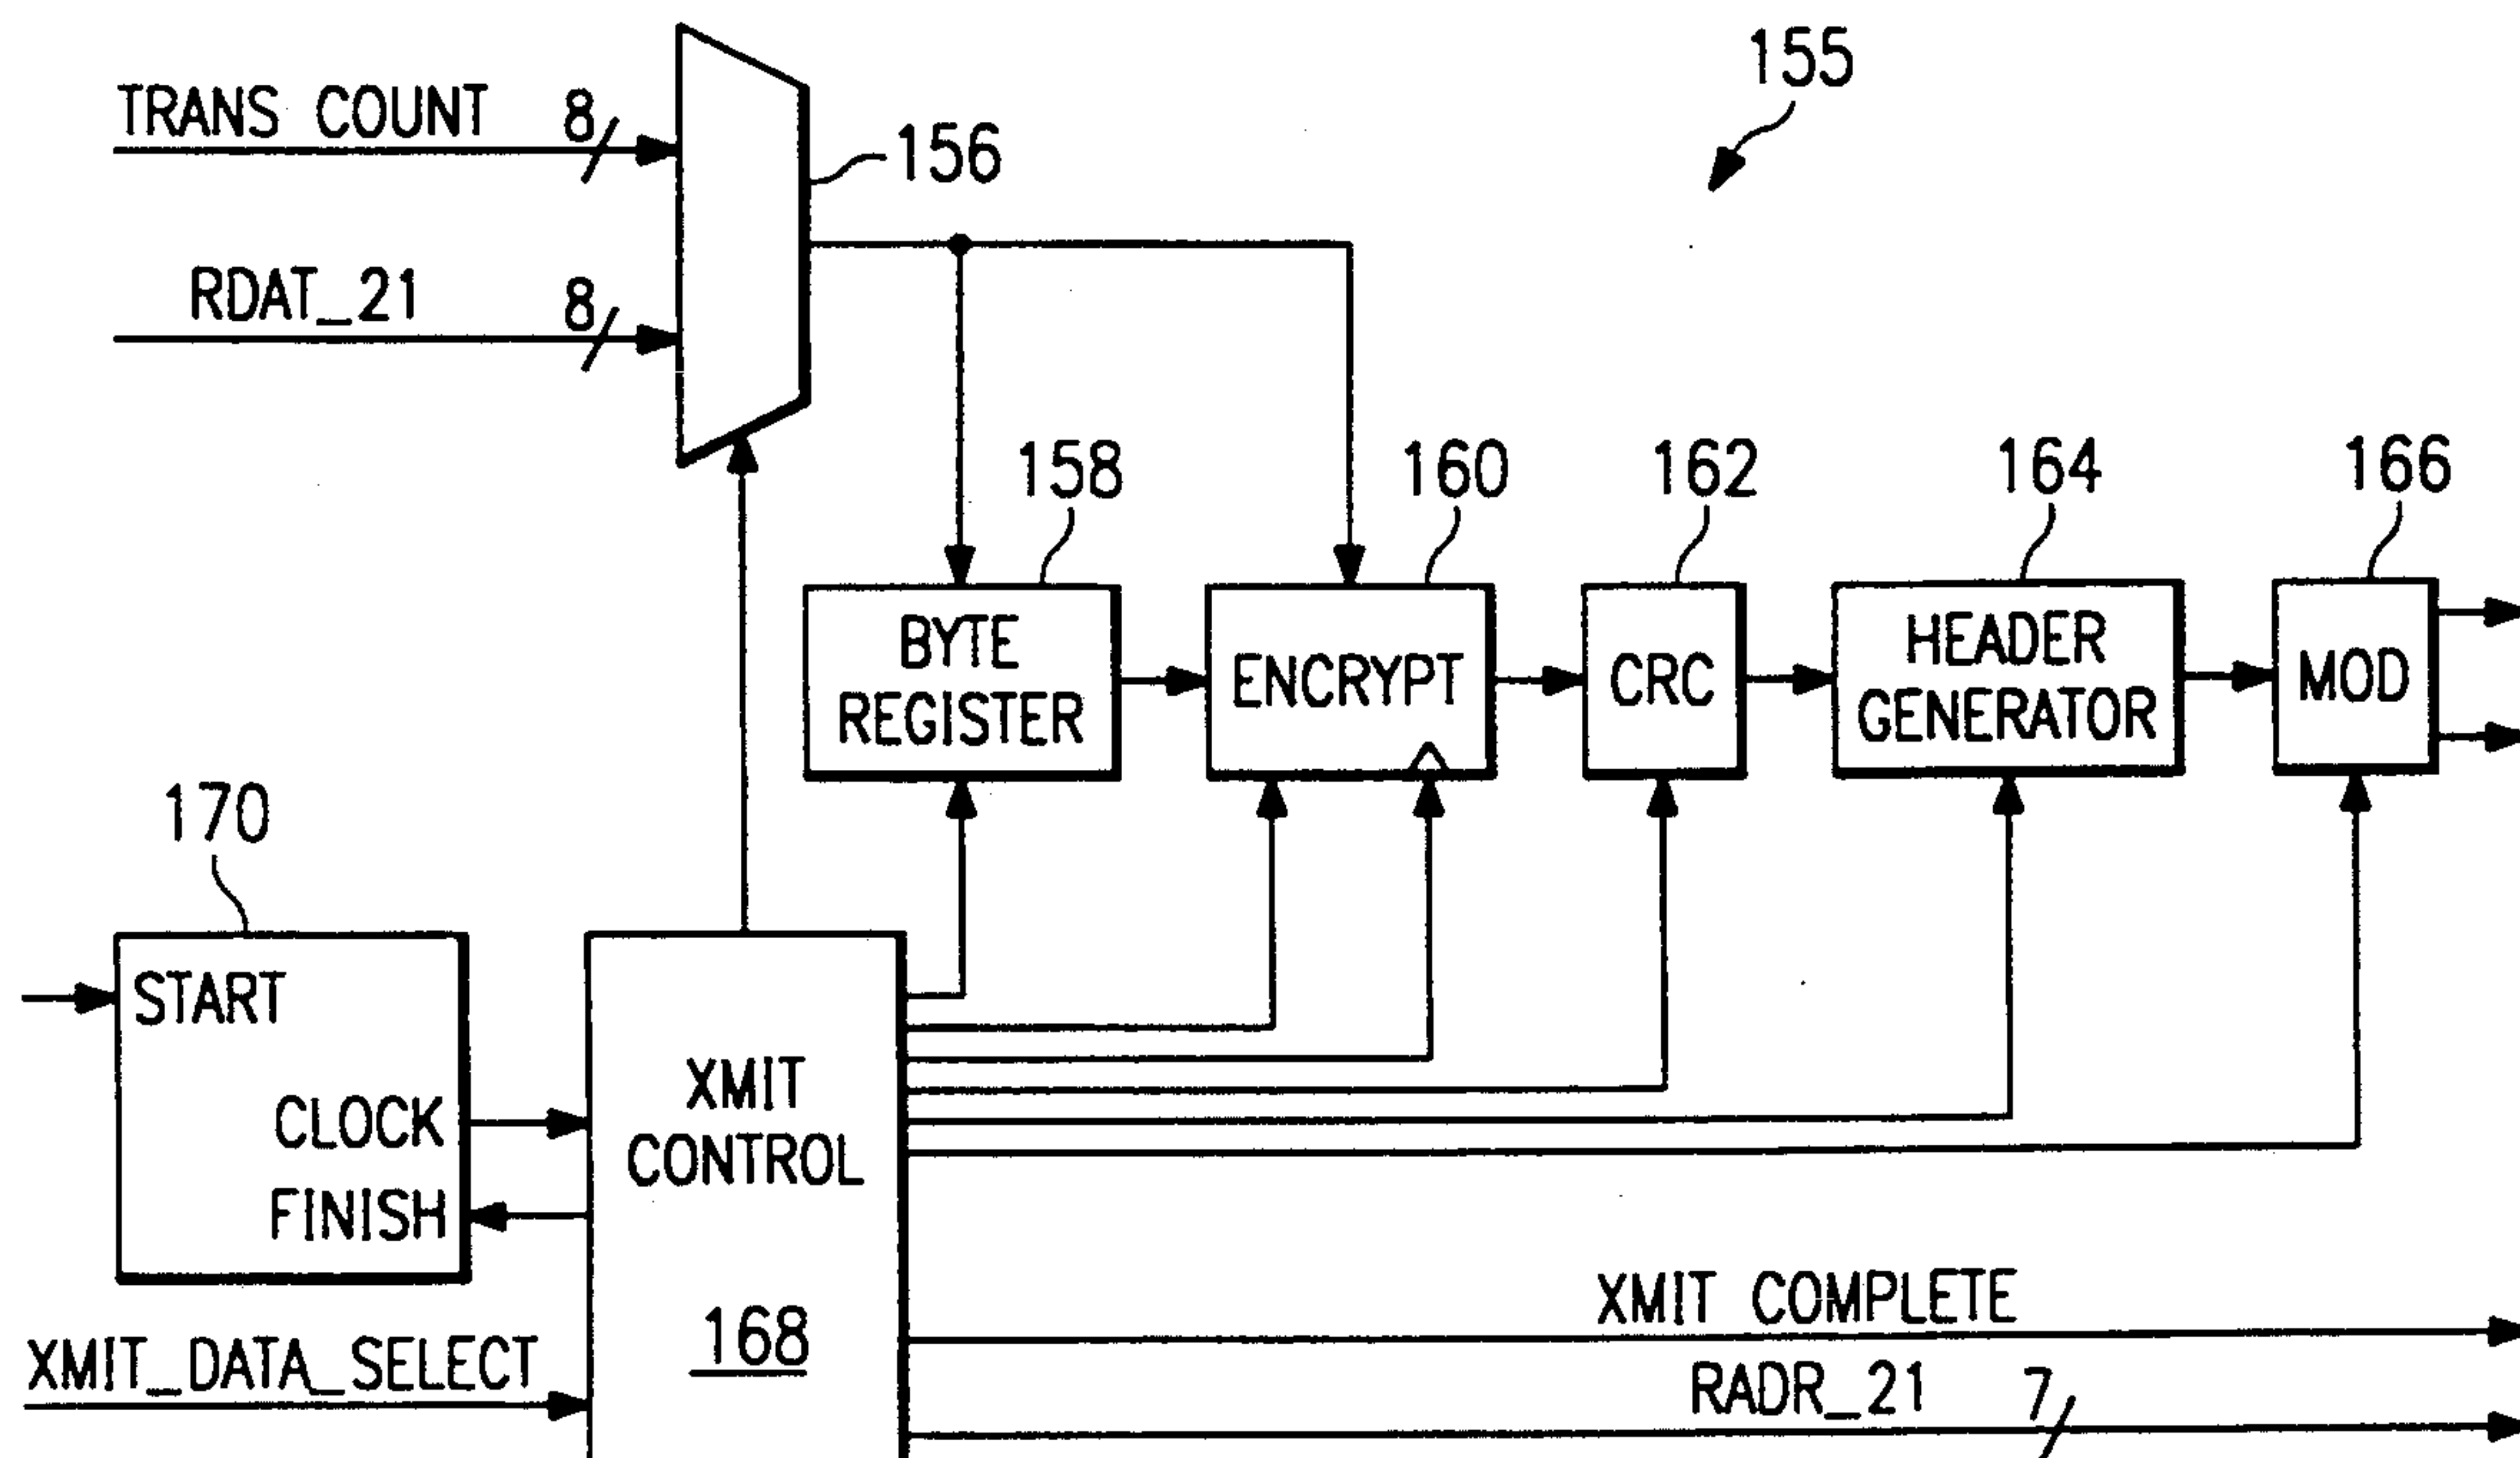 155
TRANS COUNT 8
156
RDAT_21 8
158
160
162
164
166
BYTE
REGISTER
ENCRYPT
CRC
HEADER
GENERATOR
MOD
170
START
CLOCK
FINISH
XMIT
CONTROL
168
XMIT_DATA_SELECT
XMIT COMPLETE
RADR_21 7